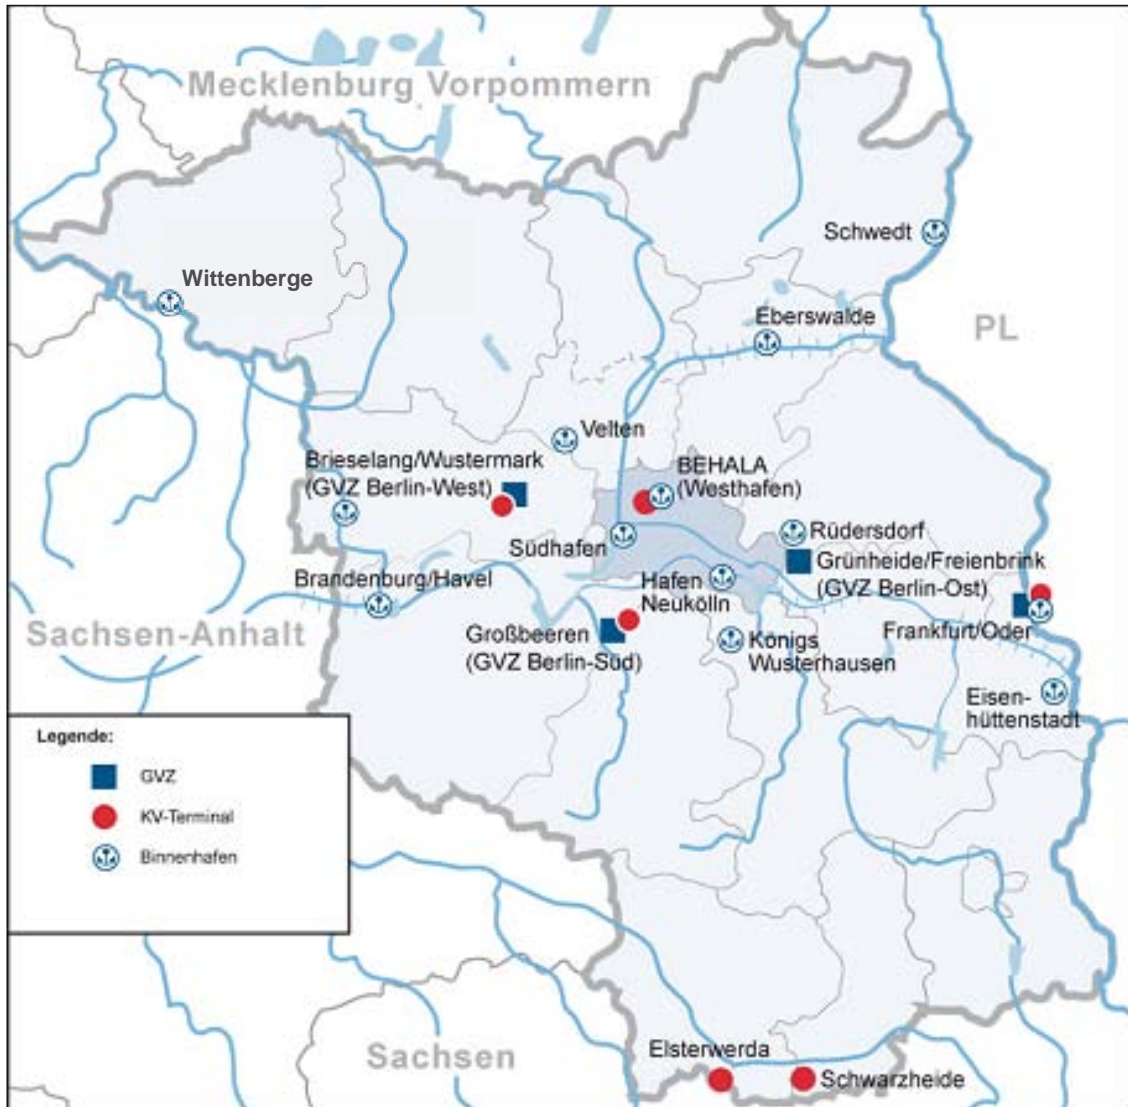 Mecklenburg Vorpommern
Schwedt
Wittenberge
Eberswalde
PL
Velten
Brieselang/Wustermark
(GVZ Berlin-West)
BEHALA
(Westhafen)
Südhafen
Rüdersdorf
Grünheide/Freienbrink
(GVZ Berlin-Ost)
Brandenburg/Havel
Hafen
Neukölln
Sachsen-Anhalt
Großbeeren
(GVZ Berlin-Süd)
Königs
Wusterhausen
Frankfurt/Oder
Eisen-
hüttenstadt
Legende:
GVZ
KV-Terminal
Binnenhafen
Sachsen
Elsterwerda
Schwarzheide